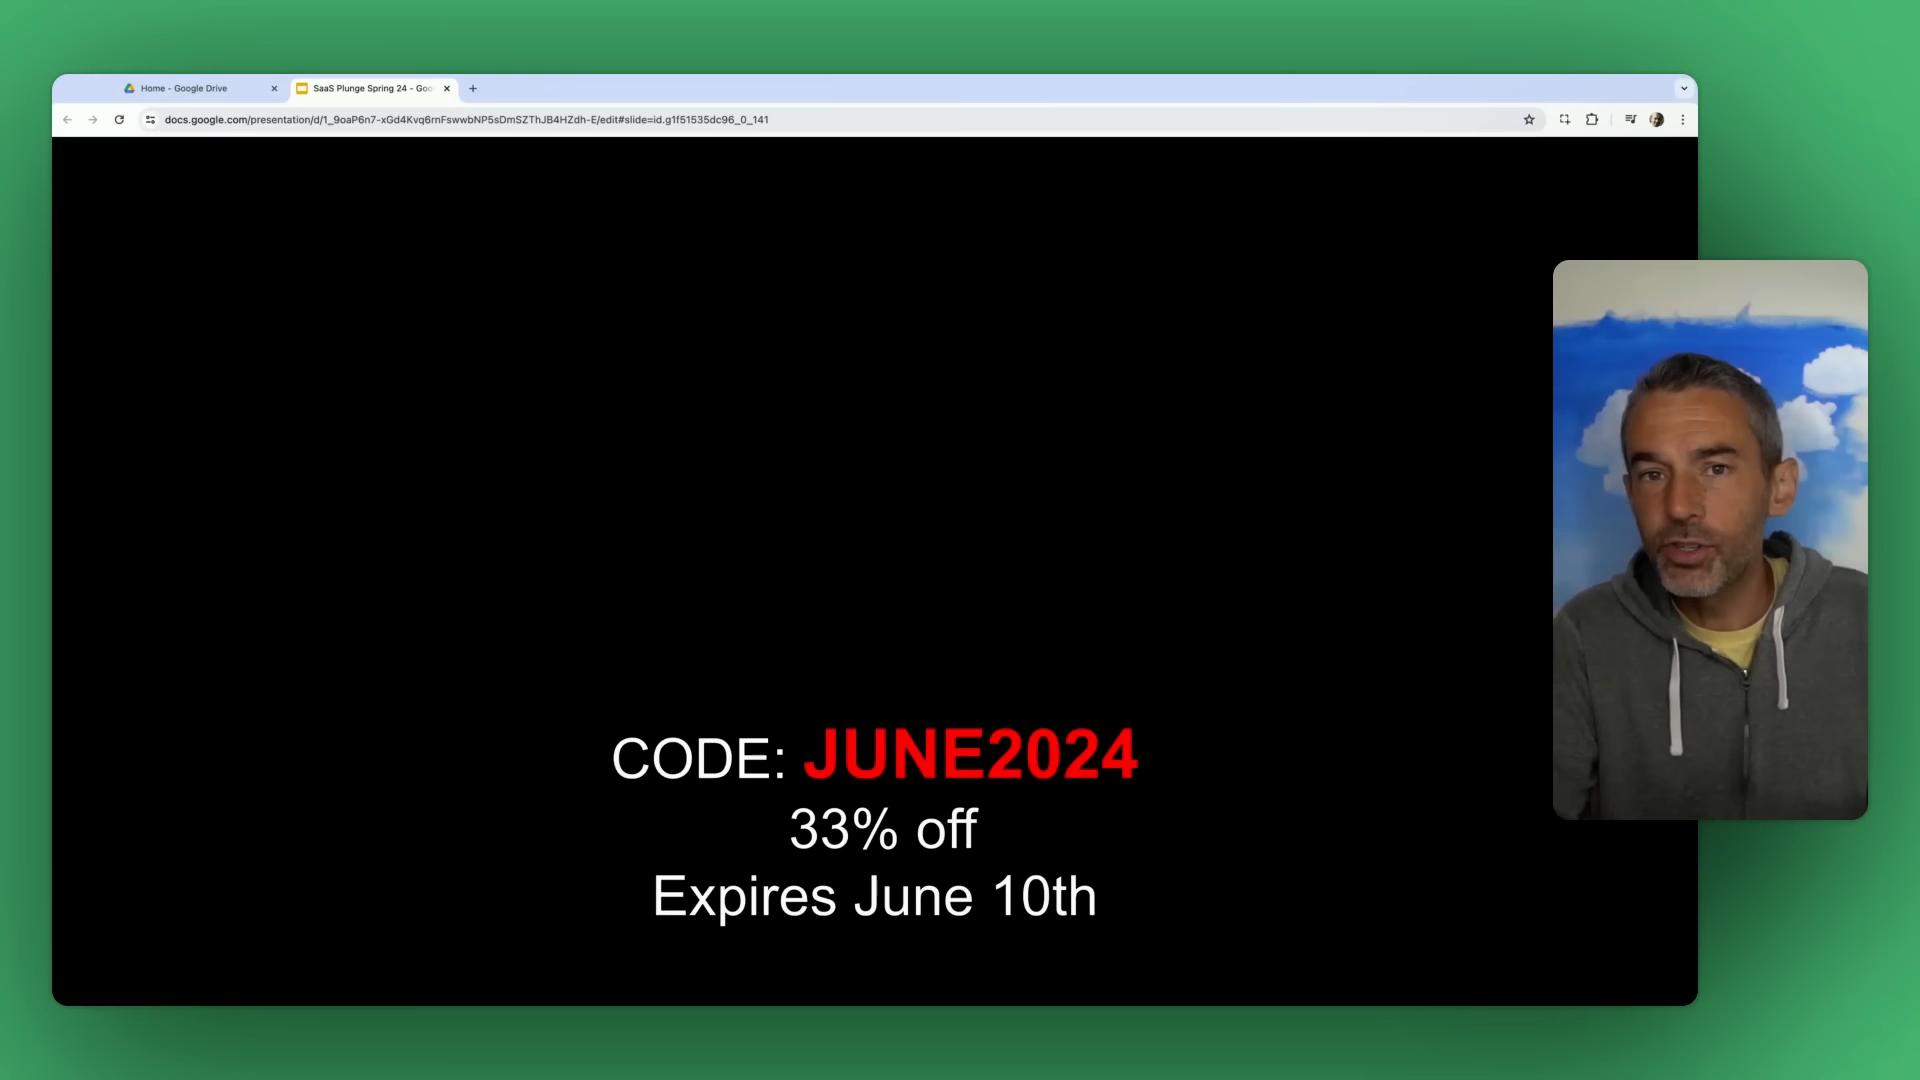 Home - Google Drive
SaaS Plunge Spring 24 - Goo
docs.google.com/presentation/d/1_9oaP6n7-xGd4Kvq6rnFswwbNP5sDmSZThJB4HZdh-E/edit#slide=id.g1f51535dc96_0_141
CODE: JUNE2024
33% off
Expires June 10th